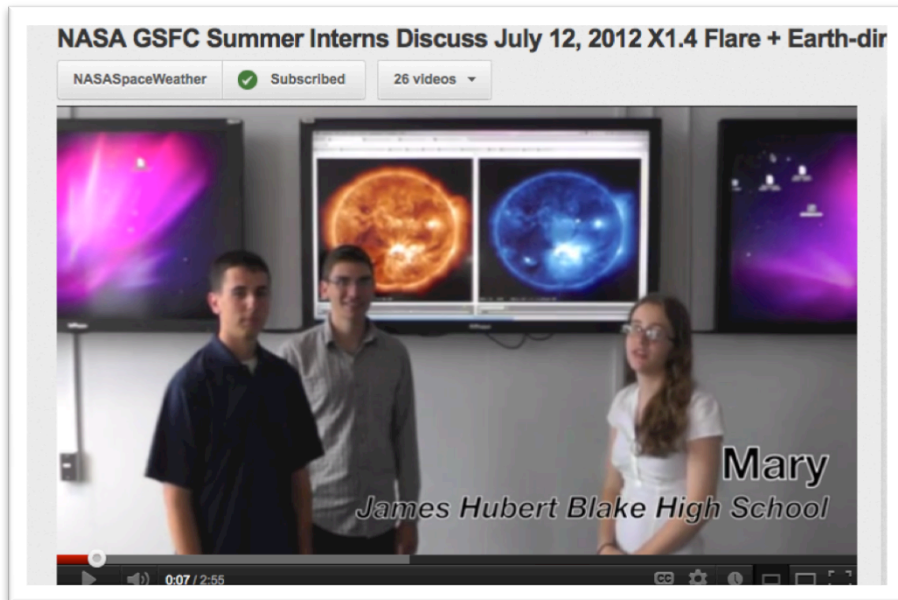 NASA GSFC Summer Interns Discuss July 12, 2012 X1.4 Flare + Earth-dir
NASASpaceWeather Subscribed 26 videos
Mary
James Hubert Blake High School
0:07 / 2:55 CC